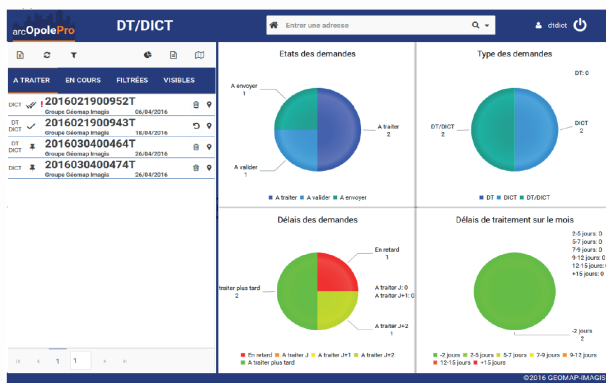 arcOpolePro
DT/DICT
Entrer une adresse
dtdict
A TRAITER EN COURS FILTRÉES VISIBLES
DICT ! 2016021900952T
Groupe Géomap Imagis 06/04/2016
DT DICT 2016021900943T
Groupe Géomap Imagis 18/04/2016
DT DICT 2016030400464T
Groupe Géomap Imagis 26/04/2016
DICT 2016030400474T
Groupe Géomap Imagis 26/04/2016
1 1
Etats des demandes
A envoyer
1
A traiter
2
A valider
1
A traiter A valider A envoyer
Type des demandes
DT: 0
DT/DICT
2
DICT
2
DT DICT DT/DICT
Délais des demandes
En retard
1
traiter plus tard
2
A traiter J: 0
A traiter J+1: 0
A traiter J+2
1
En retard A traiter J A traiter J+1 A traiter J+2
A traiter plus tard
Délais de traitement sur le mois
2-5 jours: 0
5-7 jours: 0
7-9 jours: 0
9-12 jours: 0
12-15 jours:
+15 jours: 0
-2 jours
2
-2 jours 2-5 jours 5-7 jours 7-9 jours 9-12 jours
12-15 jours +15 jours
©2016 GEOMAP-IMAGIS